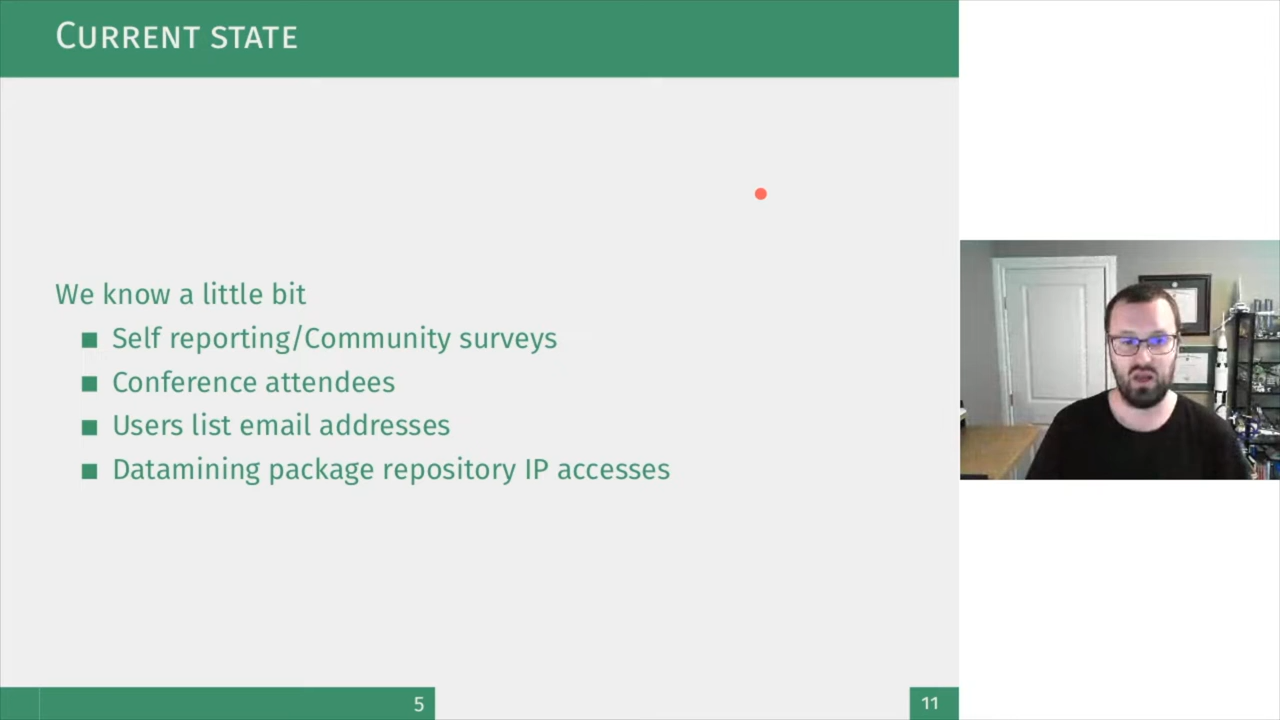 Current state
We know a little bit
Self reporting/Community surveys
Conference attendees
Users list email addresses
Datamining package repository IP accesses
5
11